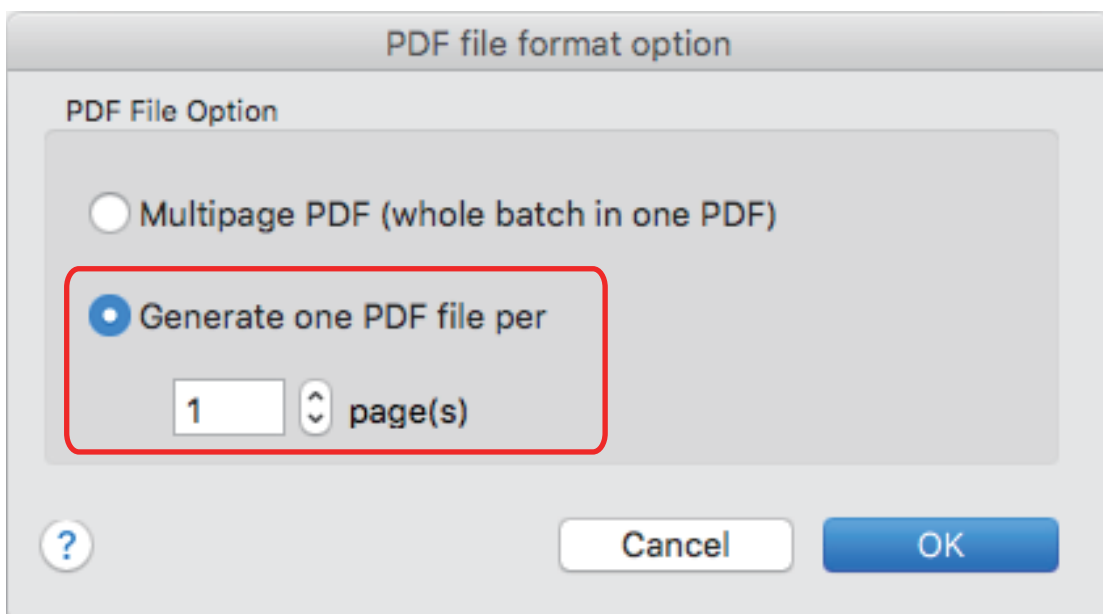 PDF file format option
PDF File Option
Multipage PDF (whole batch in one PDF)
Generate one PDF file per
1 page(s)
? Cancel OK